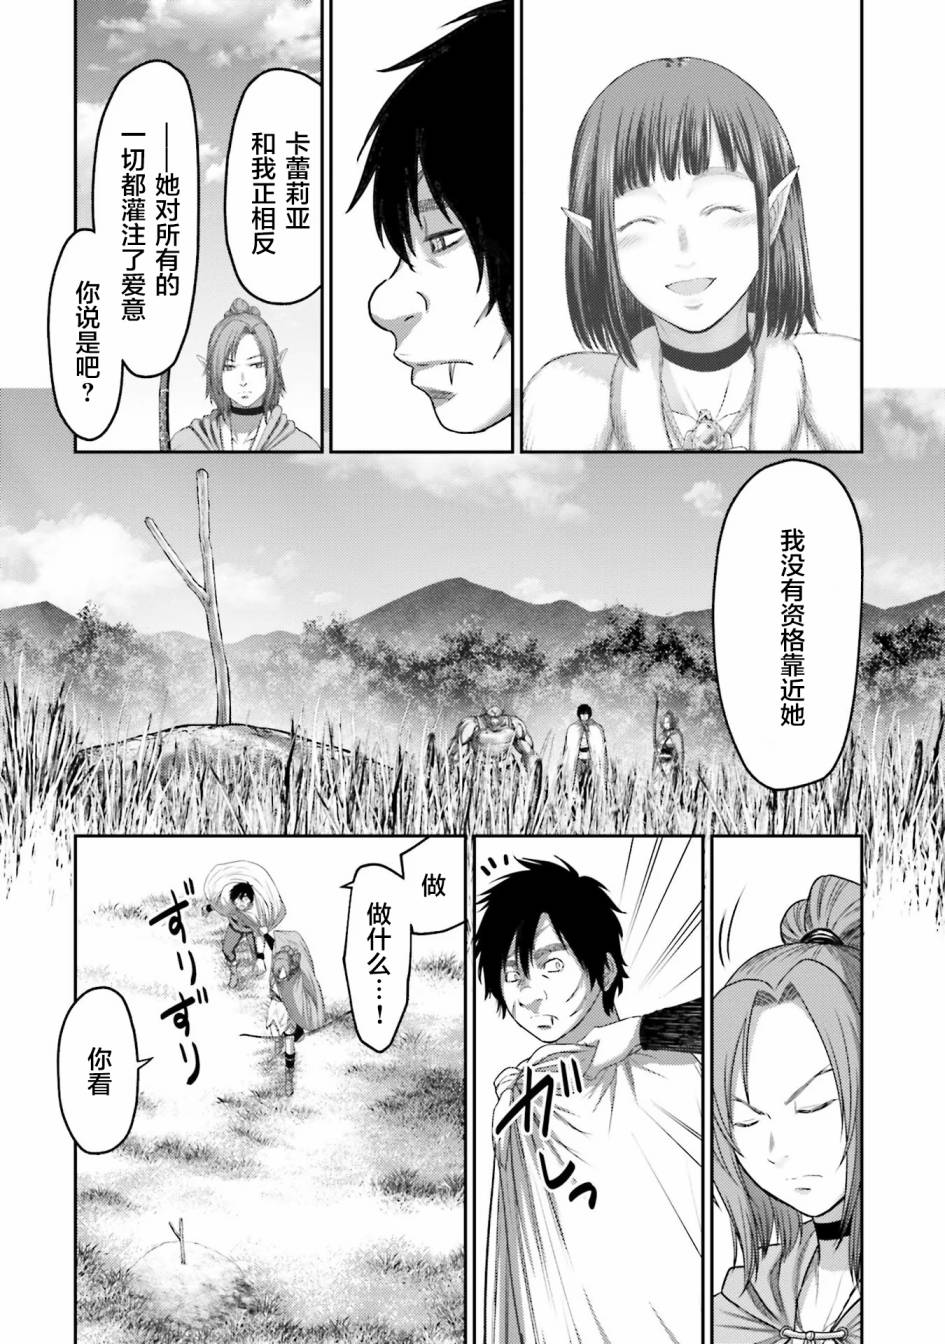 卡蕾莉亚
和我正相反
——她对所有的
一切都灌注了爱意
你说是吧？
我没有资格靠近她
ガ
しっ
做
做什么…！
ずりずり
你看